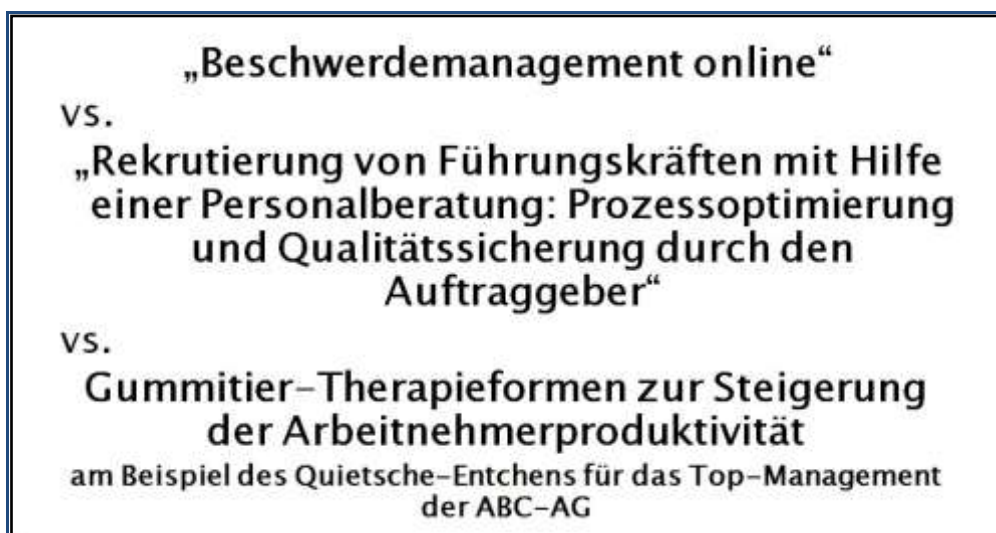 „Beschwerdemanagement online“
vs.
„Rekrutierung von Führungskräften mit Hilfe
einer Personalberatung: Prozessoptimierung
und Qualitätssicherung durch den
Auftraggeber“
vs.
Gummitier–Therapieformen zur Steigerung
der Arbeitnehmerproduktivität
am Beispiel des Quietsche–Entchens für das Top–Management
der ABC–AG